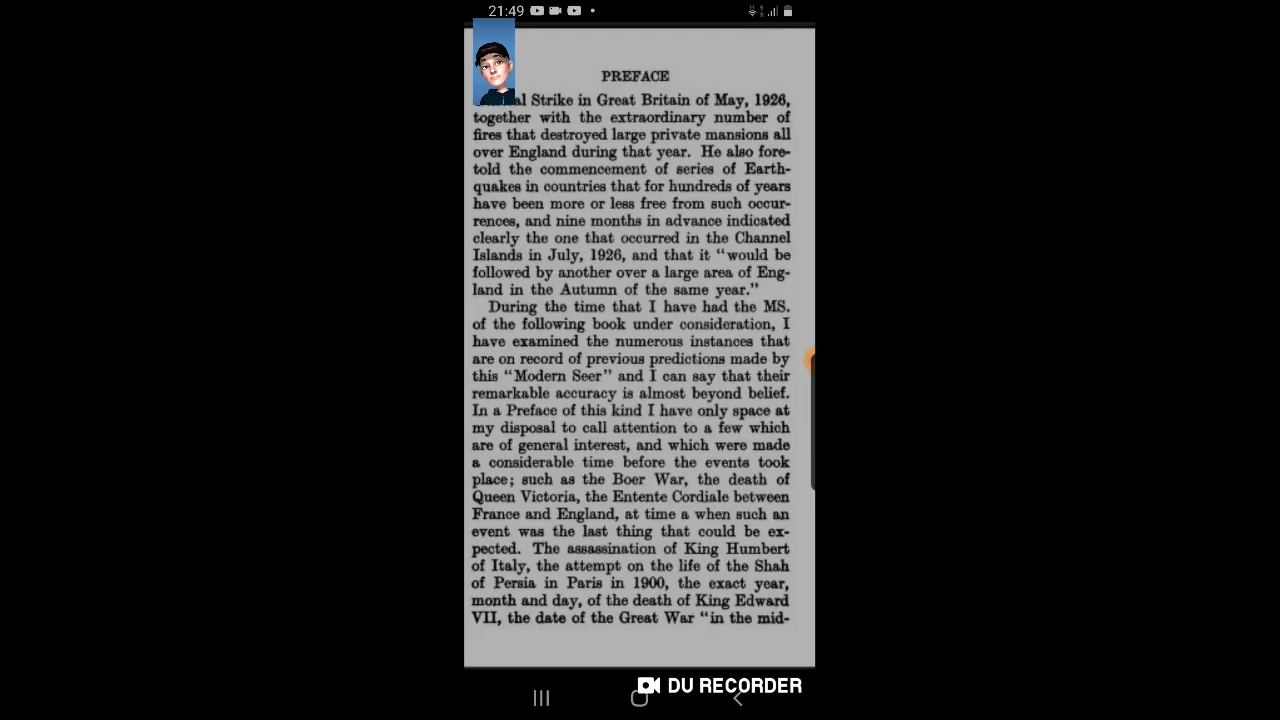 21:49
PREFACE
al Strike in Great Britain of May, 1926,
together with the extraordinary number of
fires that destroyed large private mansions all
over England during that year. He also fore-
told the commencement of series of Earth-
quakes in countries that for hundreds of years
have been more or less free from such occur-
rences, and nine months in advance indicated
clearly the one that occurred in the Channel
Islands in July, 1926, and that it “would be
followed by another over a large area of Eng-
land in the Autumn of the same year.”
During the time that I have had the MS.
of the following book under consideration, I
have examined the numerous instances that
are on record of previous predictions made by
this “Modern Seer” and I can say that their
remarkable accuracy is almost beyond belief.
In a Preface of this kind I have only space at
my disposal to call attention to a few which
are of general interest, and which were made
a considerable time before the events took
place; such as the Boer War, the death of
Queen Victoria, the Entente Cordiale between
France and England, at time a when such an
event was the last thing that could be ex-
pected. The assassination of King Humbert
of Italy, the attempt on the life of the Shah
of Persia in Paris in 1900, the exact year,
month and day, of the death of King Edward
VII, the date of the Great War “in the mid-
DU RECORDER